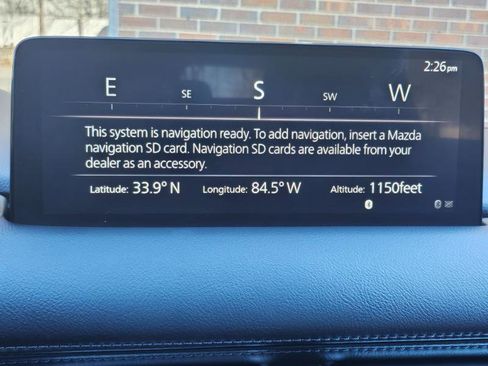 2:26pm
E SE S SW W
This system is navigation ready. To add navigation, insert a Mazda
navigation SD card. Navigation SD cards are available from your
dealer as an accessory.
Latitude: 33.9° N Longitude: 84.5° W Altitude: 1150feet